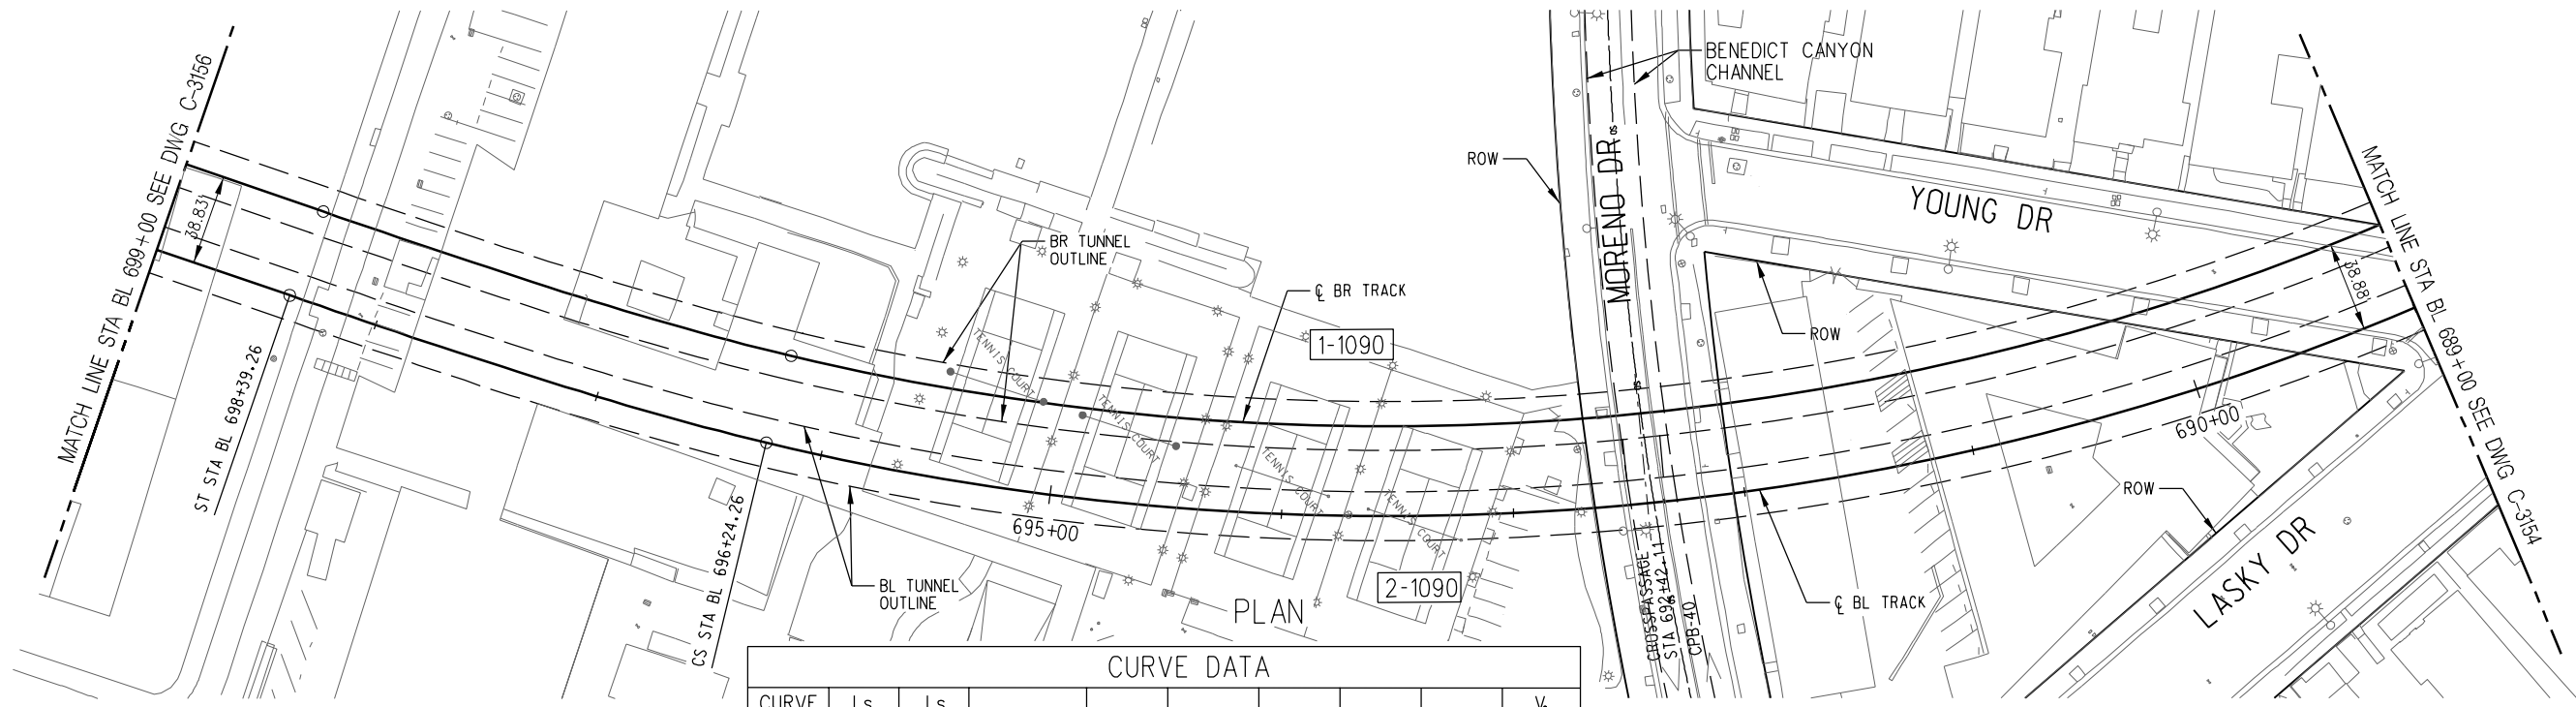 MATCH LINE STA BL 699+00 SEE DWG C-3156
38.83'
ST STA BL 698+39.26
CS STA BL 696+24.26
BR TUNNEL
OUTLINE
TENNIS COURT
TENNIS COURT
TENNIS COURT
TENNIS COURT
695+00
BL TUNNEL
OUTLINE
℄ BR TRACK
1-1090
2-1090
PLAN
ROW
MORENO DR
BENEDICT CANYON
CHANNEL
YOUNG DR
ROW
CROSSPASSAGE
STA 692+42.11
CPB-40
℄ BL TRACK
690+00
38.88'
ROW
LASKY DR
MATCH LINE STA BL 689+00 SEE DWG C-3154
CURVE DATA
CURVE Ls Ls